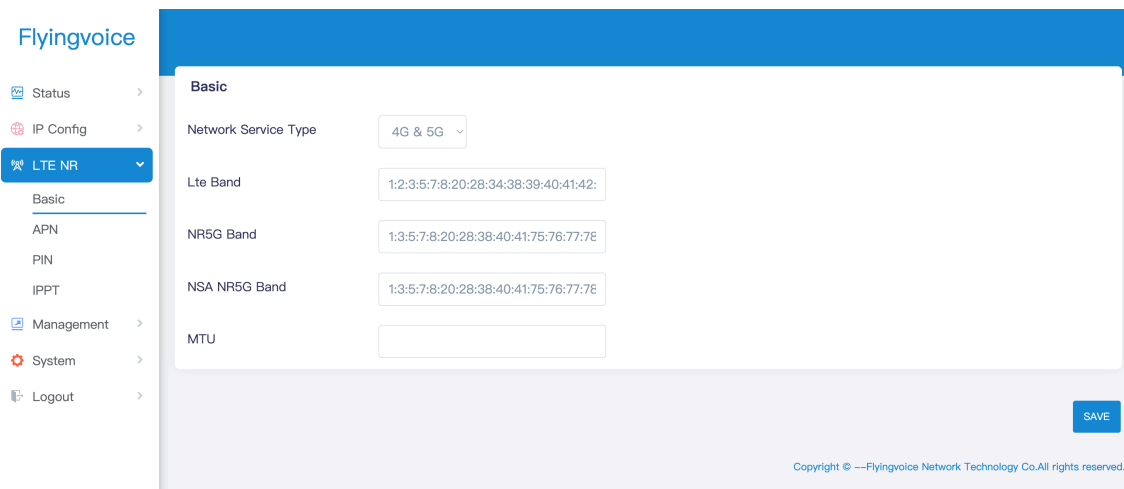 Flyingvoice
Status
IP Config
LTE NR
Basic
APN
PIN
IPPT
Management
System
Logout
Basic
Network Service Type
4G & 5G
Lte Band
1:2:3:5:7:8:20:28:34:38:39:40:41:42:
NR5G Band
1:3:5:7:8:20:28:38:40:41:75:76:77:78
NSA NR5G Band
1:3:5:7:8:20:28:38:40:41:75:76:77:78
MTU
SAVE
Copyright © --Flyingvoice Network Technology Co.All rights reserved.